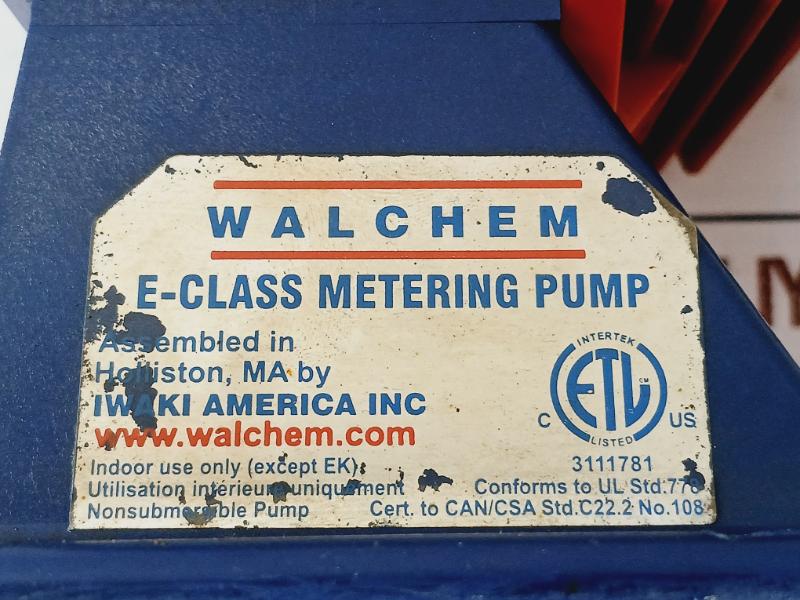 WALCHEM
E-CLASS METERING PUMP
Assembled in
Holliston, MA by
IWAKI AMERICA INC
www.walchem.com
INTERTEK
ETL CM
C US
LISTED
3111781
Indoor use only (except EK)
Utilisation intérieur uniquement
Conforms to UL Std.778
Nonsubmersible Pump
Cert. to CAN/CSA Std.C22.2 No.108